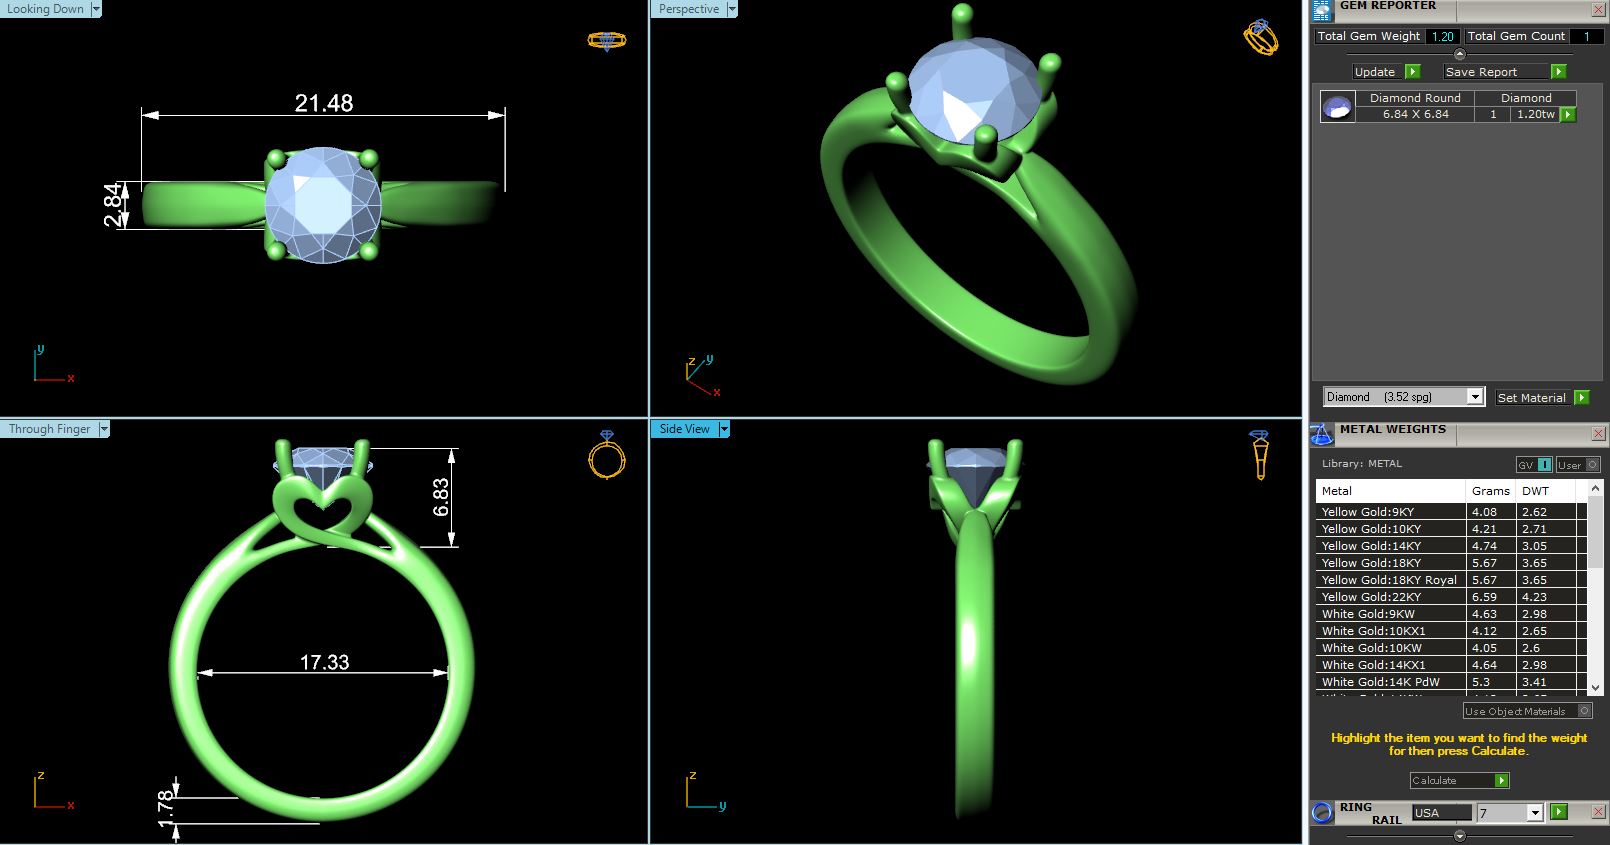 Looking Down
21.48
2.84
y
x
Perspective
z
y
x
Through Finger
6.83
17.33
1.78
z
x
Side View
z
y
GEM REPORTER
Total Gem Weight 1.20 Total Gem Count 1
Update Save Report
Diamond Round Diamond
6.84 X 6.84 1 1.20tw
Diamond (3.52 spg) Set Material
METAL WEIGHTS
Library: METAL GV I User O
Metal Grams DWT
Yellow Gold:9KY 4.08 2.62
Yellow Gold:10KY 4.21 2.71
Yellow Gold:14KY 4.74 3.05
Yellow Gold:18KY 5.67 3.65
Yellow Gold:18KY Royal 5.67 3.65
Yellow Gold:22KY 6.59 4.23
White Gold:9KW 4.63 2.98
White Gold:10KX1 4.12 2.65
White Gold:10KW 4.05 2.6
White Gold:14KX1 4.64 2.98
White Gold:14K PdW 5.3 3.41
Use Object Materials O
Highlight the item you want to find the weight
for then press Calculate.
Calculate
RING
RAIL USA 7